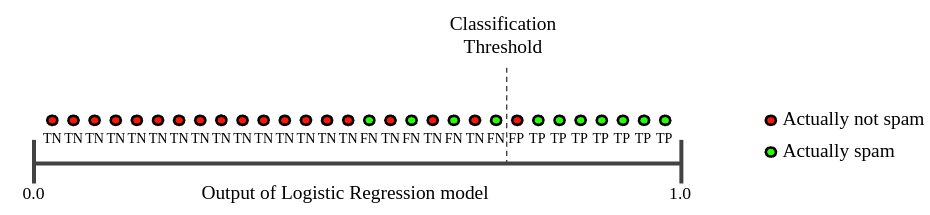 Classification
Threshold
TN TN TN TN TN TN TN TN TN TN TN TN TN TN TN FN TN FN TN FN TN FN FP TP TP TP TP TP TP TP
0.0
Output of Logistic Regression model
1.0
Actually not spam
Actually spam